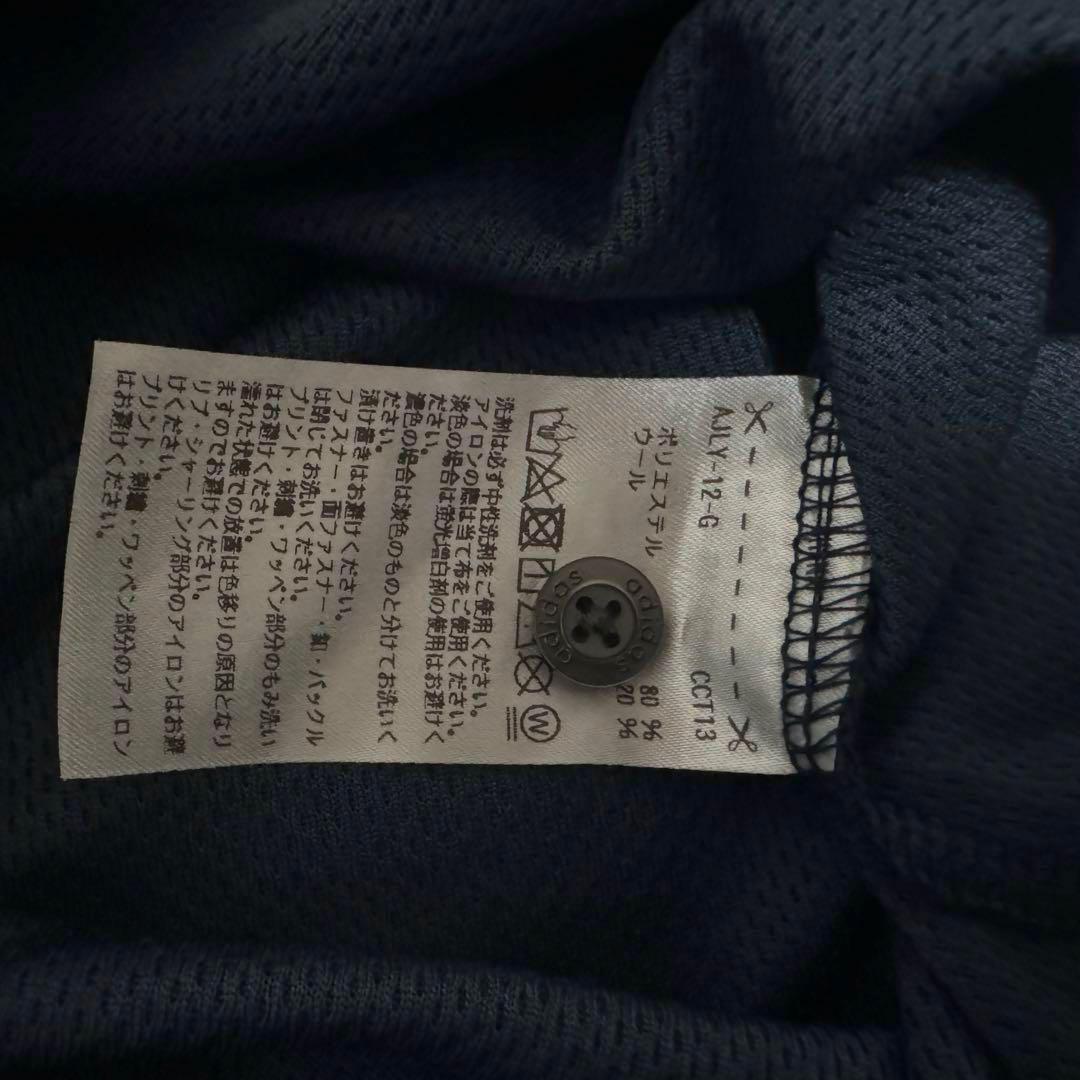 AJLY-12-G CCT13
ポリエステル 80 %
ウール 20 %
W
洗剤は必ず中性洗剤をご使用ください。
アイロンの際は当て布をご使用ください。
淡色の場合は蛍光増白剤の使用はお避けく
ださい。
濃色の場合は淡色のものと分けてお洗いく
ださい。
漬け置きはお避けください。
ファスナー・面ファスナー・釦・バックル
は閉じてお洗いください。
プリント・刺繍・ワッペン部分のもみ洗い
はお避けください。
濡れた状態での放置は色移りの原因となり
ますのでお避けください。
リブ・シャーリング部分のアイロンはお避
けください。
プリント・刺繍・ワッペン部分のアイロン
はお避けください。
adidas
adidas